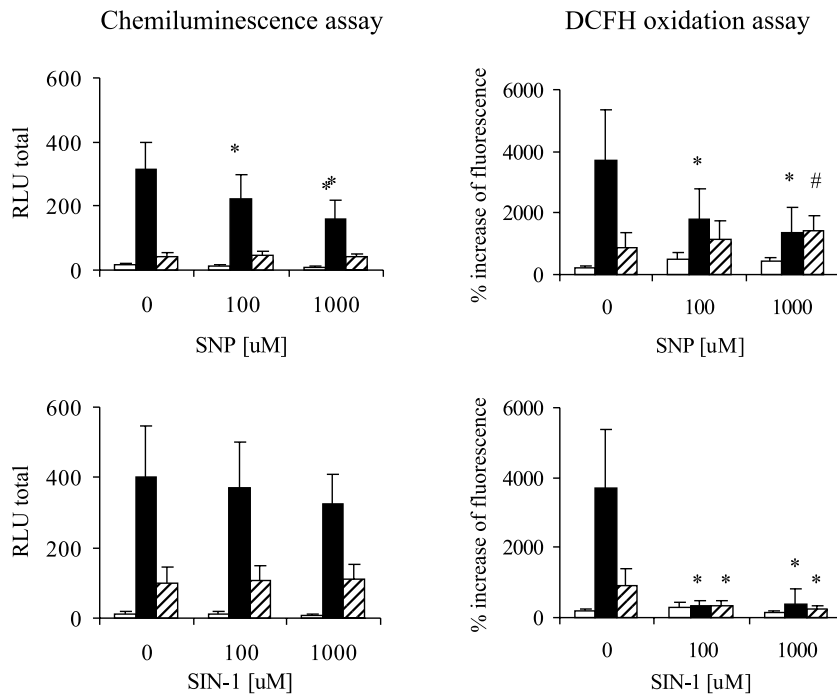 Chemiluminescence assay
DCFH oxidation assay
600
400
200
0
RLU total
*
**
0 100 1000
SNP [uM]
6000
4000
2000
0
% increase of fluorescence
*
*
#
0 100 1000
SNP [uM]
600
400
200
0
RLU total
0 100 1000
SIN-1 [uM]
6000
4000
2000
0
% increase of fluorescence
* *
* *
0 100 1000
SIN-1 [uM]